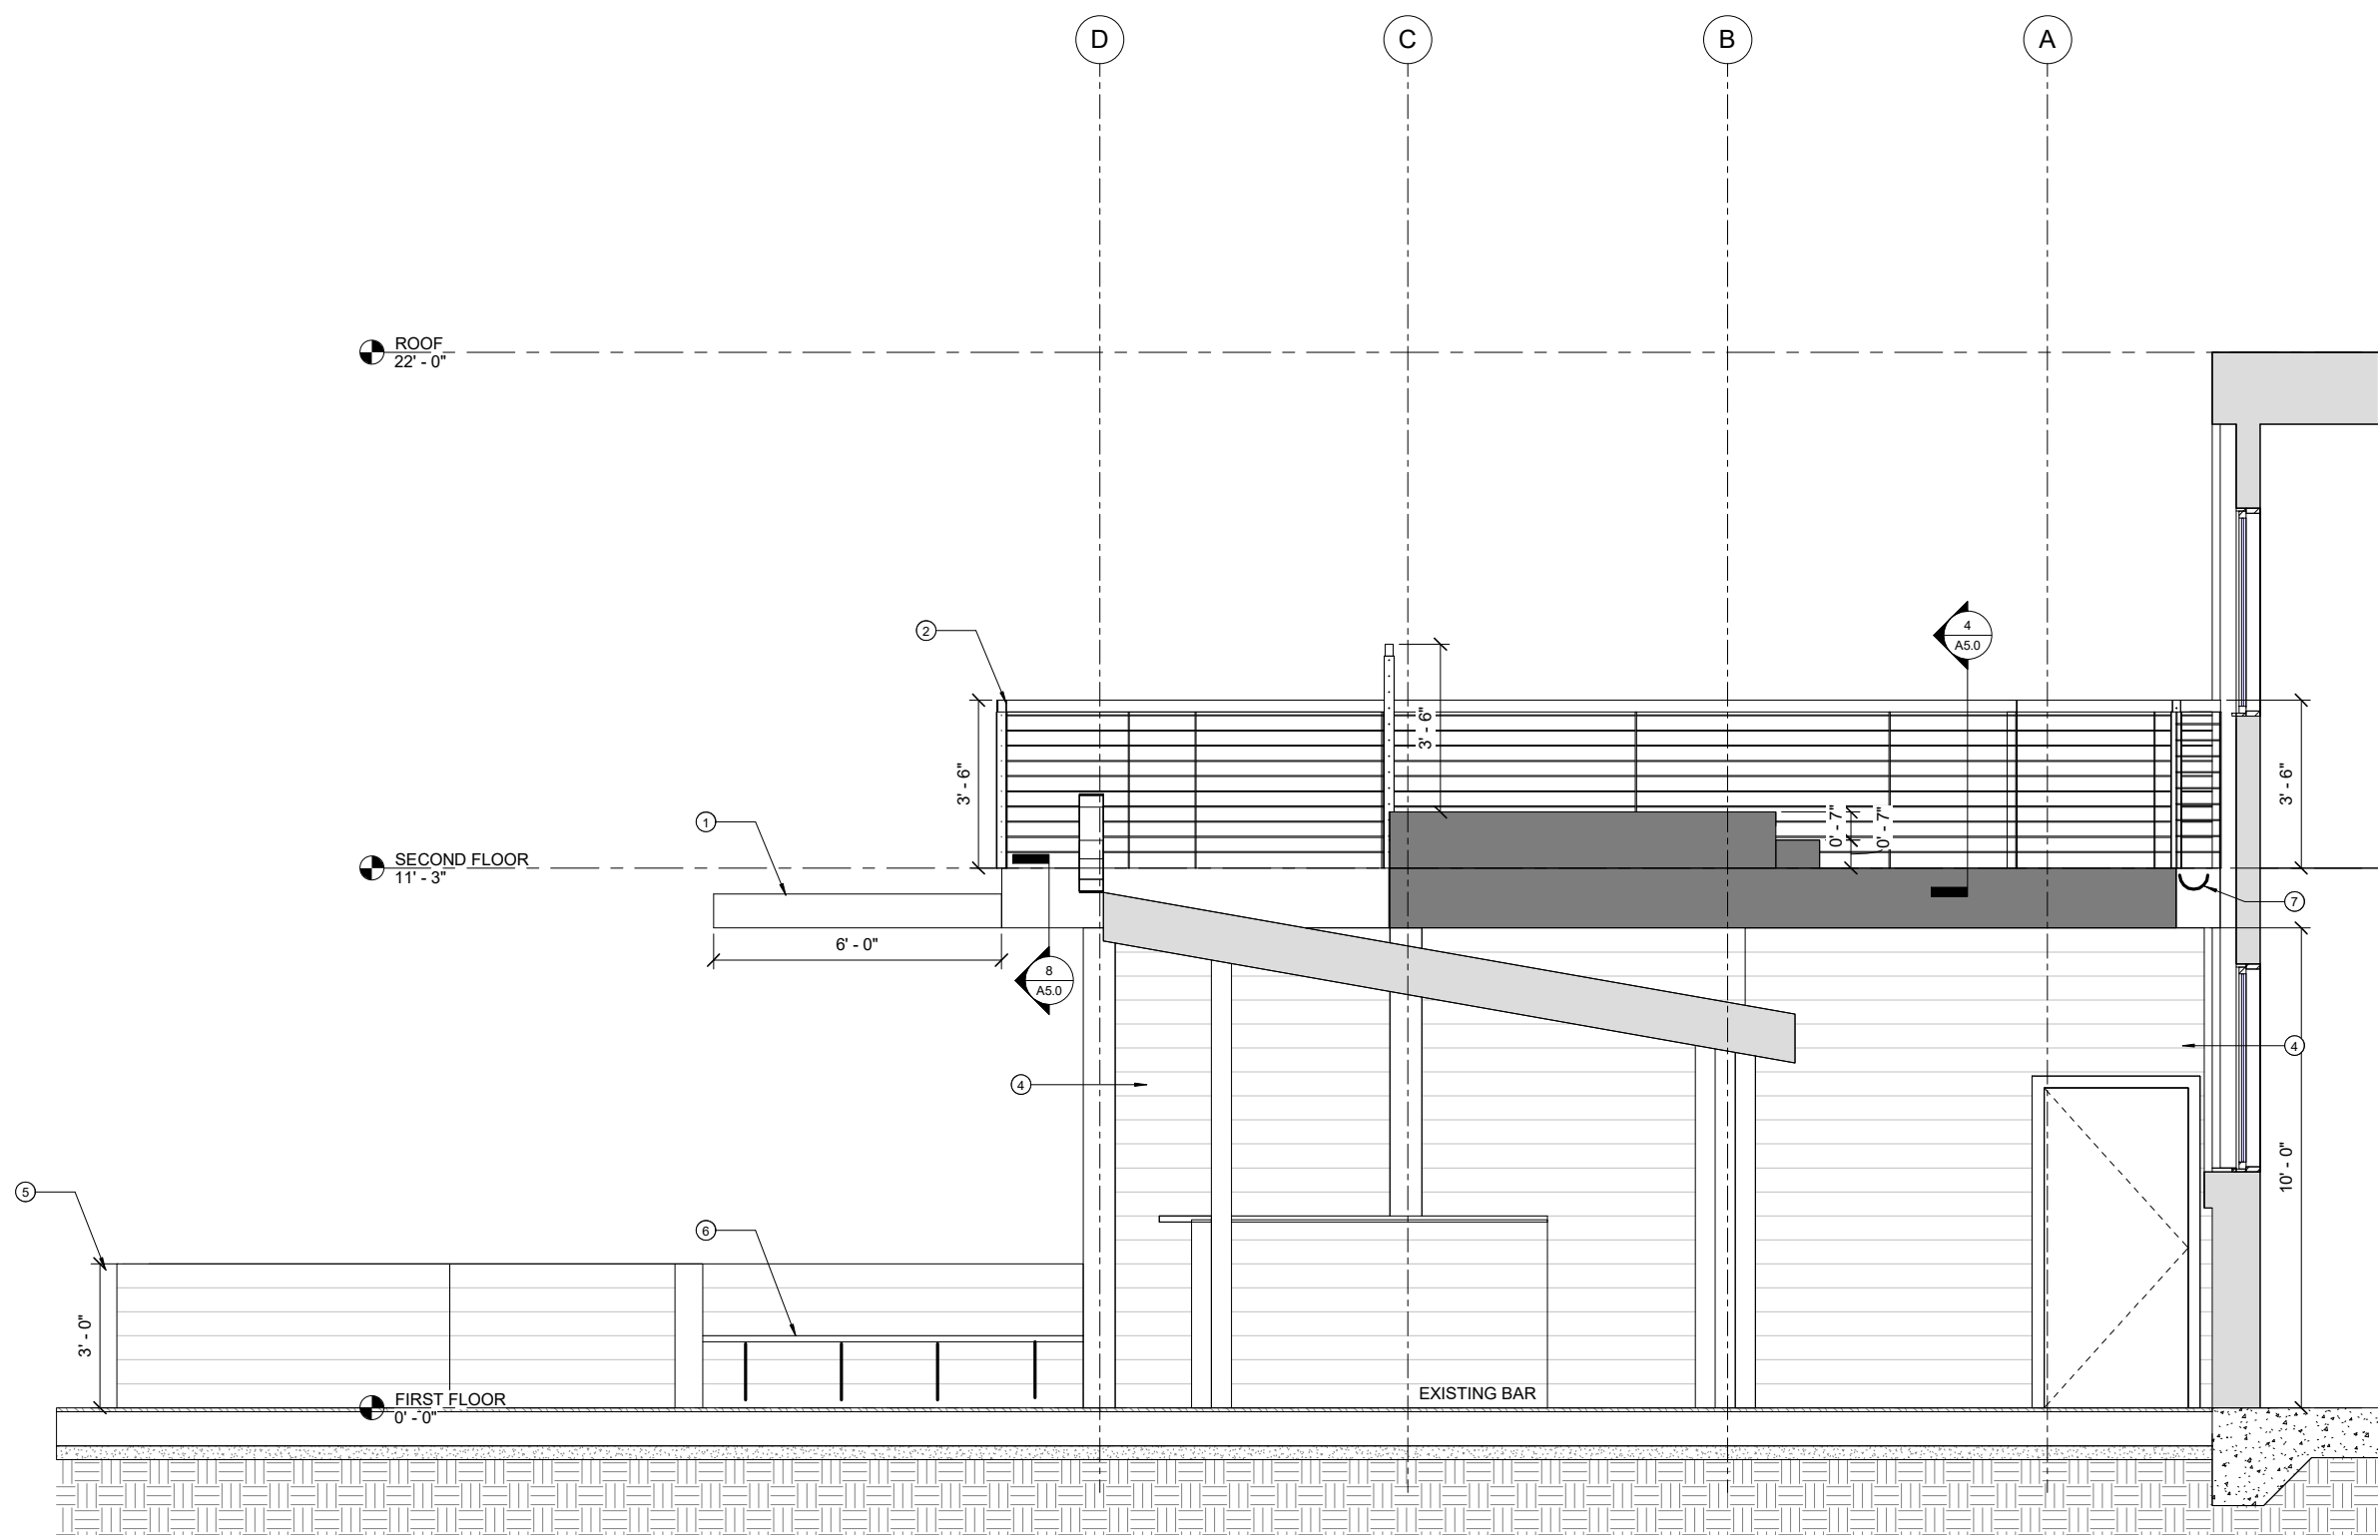 D
C
B
A
ROOF
22' - 0"
2
4
A5.0
3' - 6"
3' - 6"
3' - 6"
1
0' - 7"
0' - 7"
SECOND FLOOR
11' - 3"
7
6' - 0"
8
A5.0
4
4
10' - 0"
5
6
3' - 0"
FIRST FLOOR
0' - 0"
EXISTING BAR